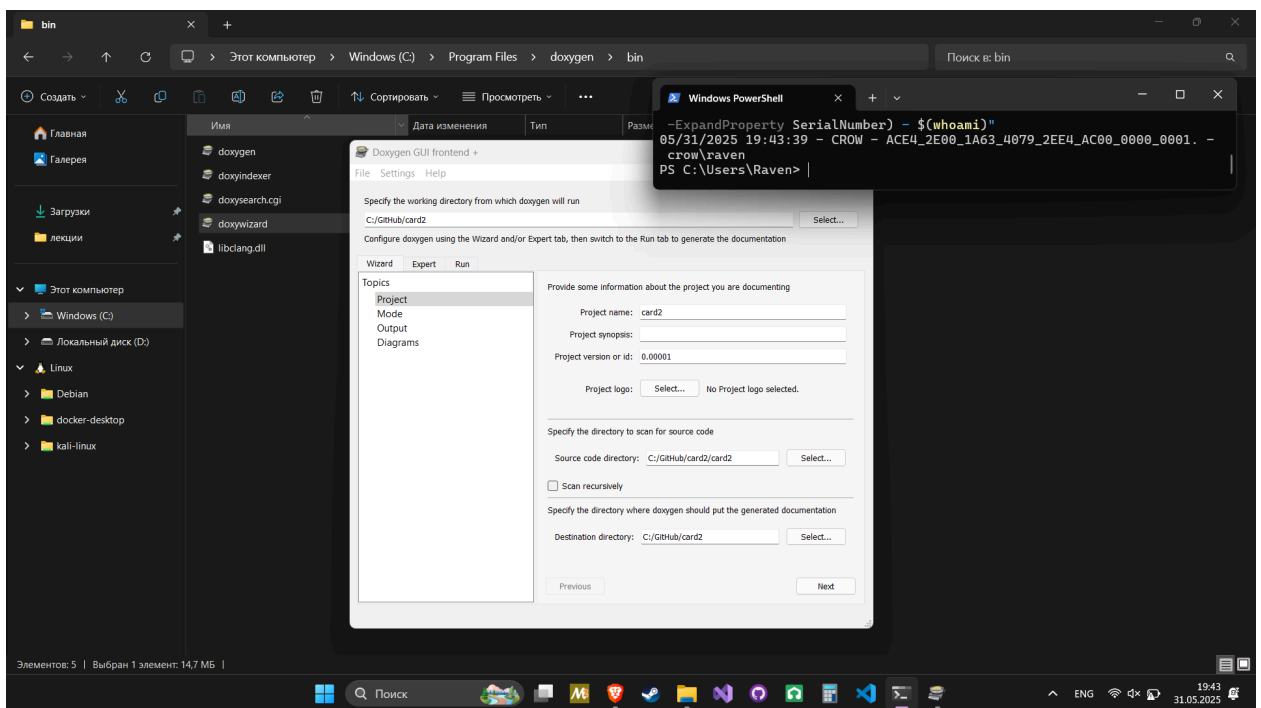 bin
Этот компьютер > Windows (C:) > Program Files > doxygen > bin
Поиск в: bin
Создать
Сортировать
Просмотреть
Главная
Галерея
Загрузки
лекции
Этот компьютер
Windows (C:)
Локальный диск (D:)
Linux
Debian
docker-desktop
kali-linux
Имя
Дата изменения
Тип
Разме
doxygen
doxyindexer
doxysearch.cgi
doxywizard
libclang.dll
Windows PowerShell
-ExpandProperty SerialNumber) - $(whoami)"
05/31/2025 19:43:39 - CROW - ACE4_2E00_1A63_4079_2EE4_AC00_0000_0001. -
crow\raven
PS C:\Users\Raven>
Doxygen GUI frontend +
File Settings Help
Specify the working directory from which doxygen will run
C:/GitHub/card2
Select...
Configure doxygen using the Wizard and/or Expert tab, then switch to the Run tab to generate the documentation
Wizard Expert Run
Topics
Project
Mode
Output
Diagrams
Provide some information about the project you are documenting
Project name: card2
Project synopsis:
Project version or id: 0.00001
Project logo: Select... No Project logo selected.
Specify the directory to scan for source code
Source code directory: C:/GitHub/card2/card2 Select...
Scan recursively
Specify the directory where doxygen should put the generated documentation
Destination directory: C:/GitHub/card2 Select...
Previous
Next
Элементов: 5 | Выбран 1 элемент: 14,7 МБ |
Поиск
ENG
19:43
31.05.2025